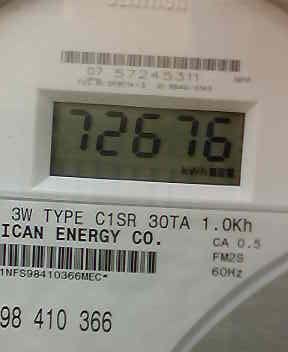 07 57245311
72676
kWh
3W TYPE C1SR 30TA 1.0Kh
ICAN ENERGY CO.
CA 0.5
FM2S
60Hz
1NFS98410366MEC*
98 410 366